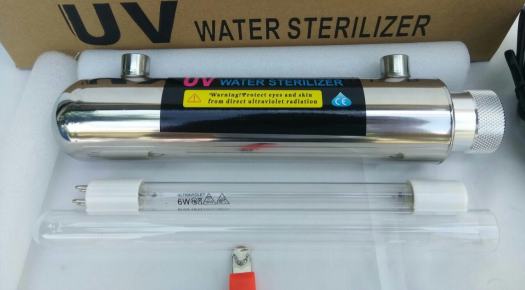 UV WATER STERILIZER
UV WATER STERILIZER
Warning!Protect eyes and skin
from direct ultraviolet radiation
CE
ULTRAVIOLET
6W